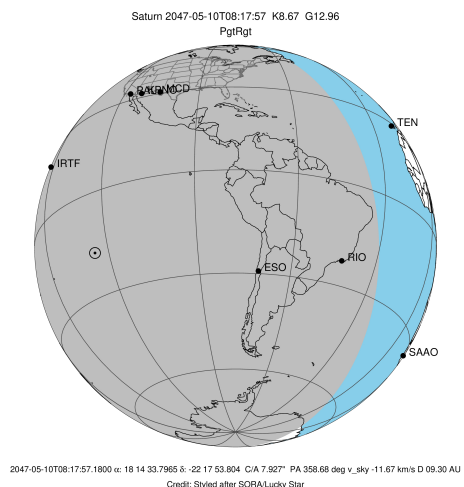 Saturn 2047-05-10T08:17:57 K8.67 G12.96
PgtRgt
MCD
TEN
IRTF
RIO
ESO
SAAO
2047-05-10T08:17:57.1800 α: 18 14 33.7965 δ: -22 17 53.804 C/A 7.927" PA 358.68 deg v_sky -11.67 km/s D 09.30 AU
Credit: Styled after SORA/Lucky Star